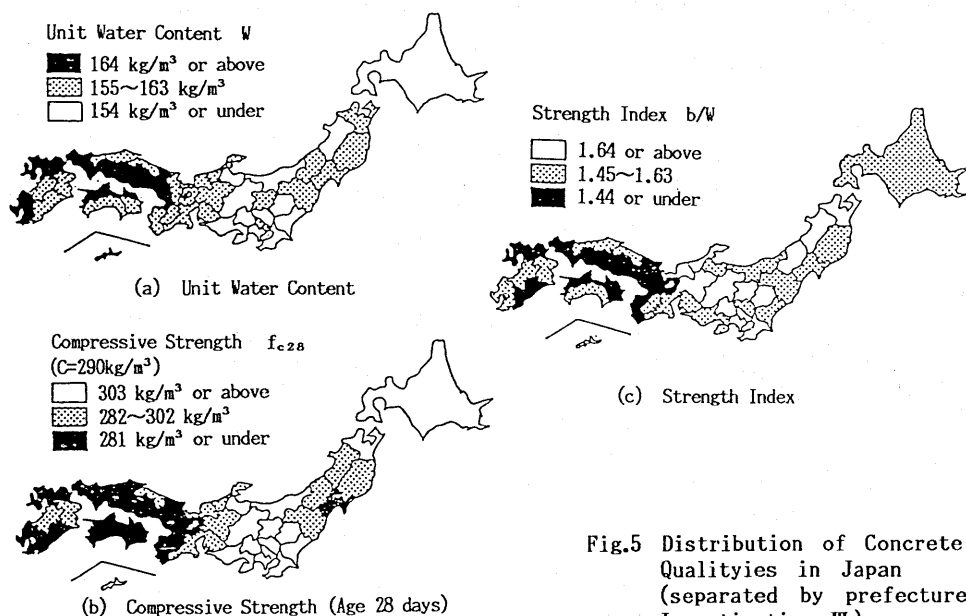 Unit Water Content W
164 kg/m³ or above
155~163 kg/m³
154 kg/m³ or under
(a) Unit Water Content
Compressive Strength fc28
(C=290kg/m³)
303 kg/m³ or above
282~302 kg/m³
281 kg/m³ or under
(b) Compressive Strength (Age 28 days)
Strength Index b/W
1.64 or above
1.45~1.63
1.44 or under
(c) Strength Index
Fig.5 Distribution of Concrete
Qualityies in Japan
(separated by prefecture